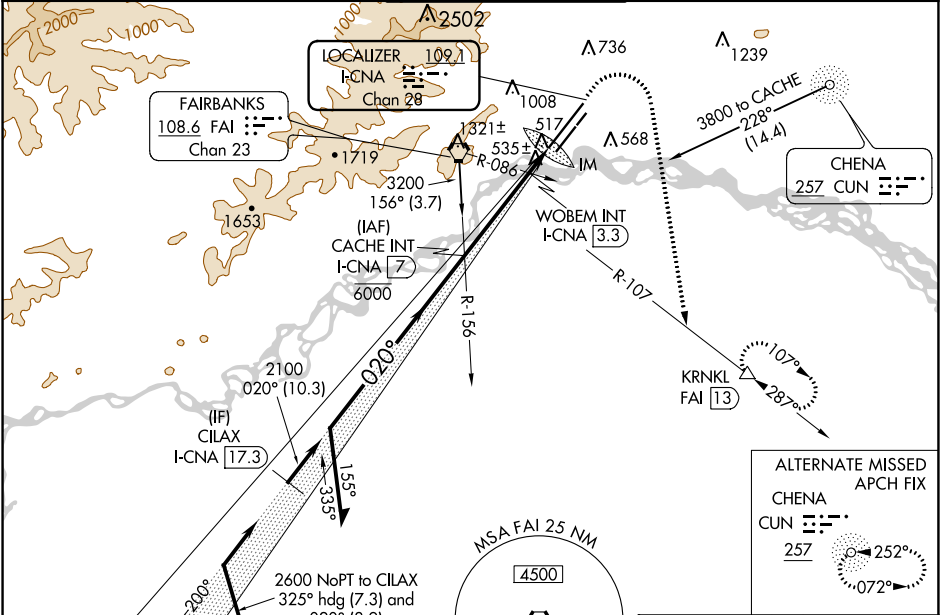 2000
1000
1000
2502
LOCALIZER 109.1
I-CNA
Chan 28
736
1239
1008
3800 to CACHE
228°
(14.4)
FAIRBANKS
108.6 FAI
Chan 23
1321±
517
535±
568
IM
R-086
1719
1653
3200
156° (3.7)
CHENA
257 CUN
WOBEM INT
I-CNA 3.3
(IAF)
CACHE INT
I-CNA 7
6000
R-156
R-107
020°
2100
020° (10.3)
KRNKL
FAI 13
107°
287°
(IF)
CILAX
I-CNA 17.3
335°
155°
200°
2600 NoPT to CILAX
325° hdg (7.3) and
MSA FAI 25 NM
4500
ALTERNATE MISSED
APCH FIX
CHENA
CUN
257
252°
072°